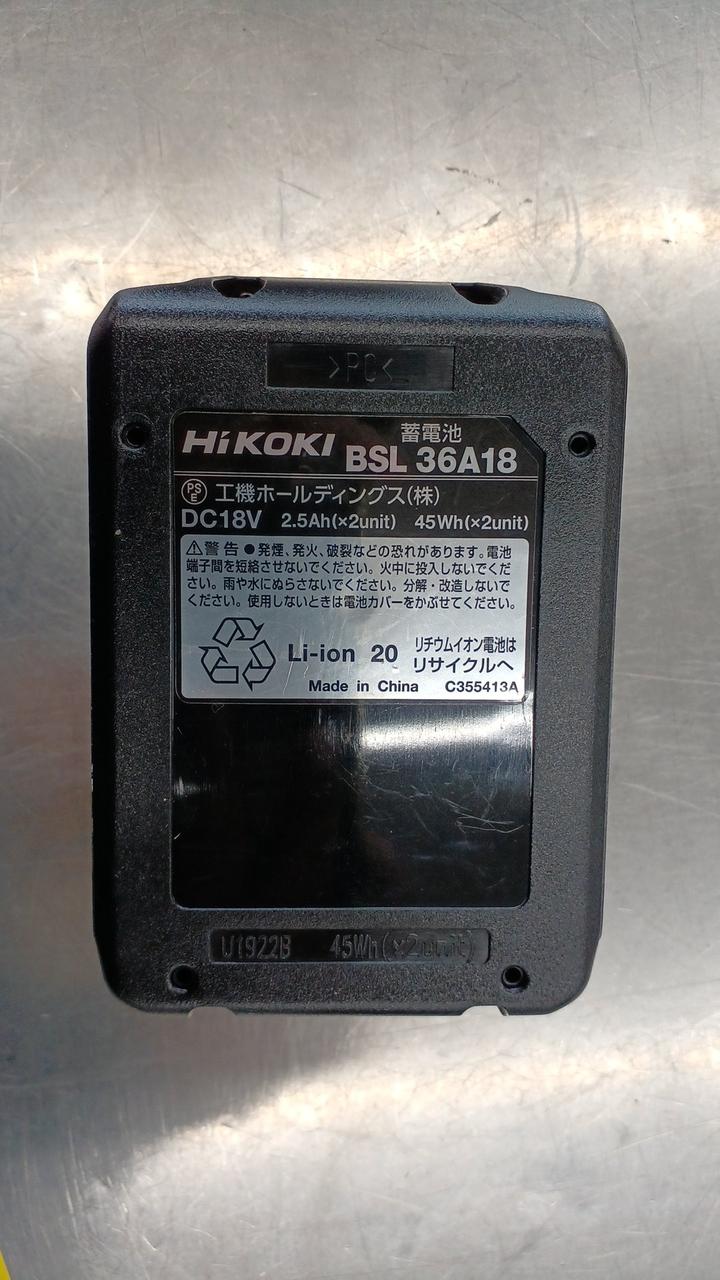 >PC<
HiKOKI 蓄電池
BSL 36A18
PS E 工機ホールディングス(株)
DC18V 2.5Ah(×2unit) 45Wh(×2unit)
⚠警告 ●発煙、発火、破裂などの恐れがあります。電池
端子間を短絡させないでください。火中に投入しないでくだ
さい。雨や水にぬらさないでください。分解・改造しないで
ください。使用しないときは電池カバーをかぶせてください。
Li-ion 20 リチウムイオン電池は
リサイクルへ
Made in China C355413A
U1922B 45Wh(×2unit)